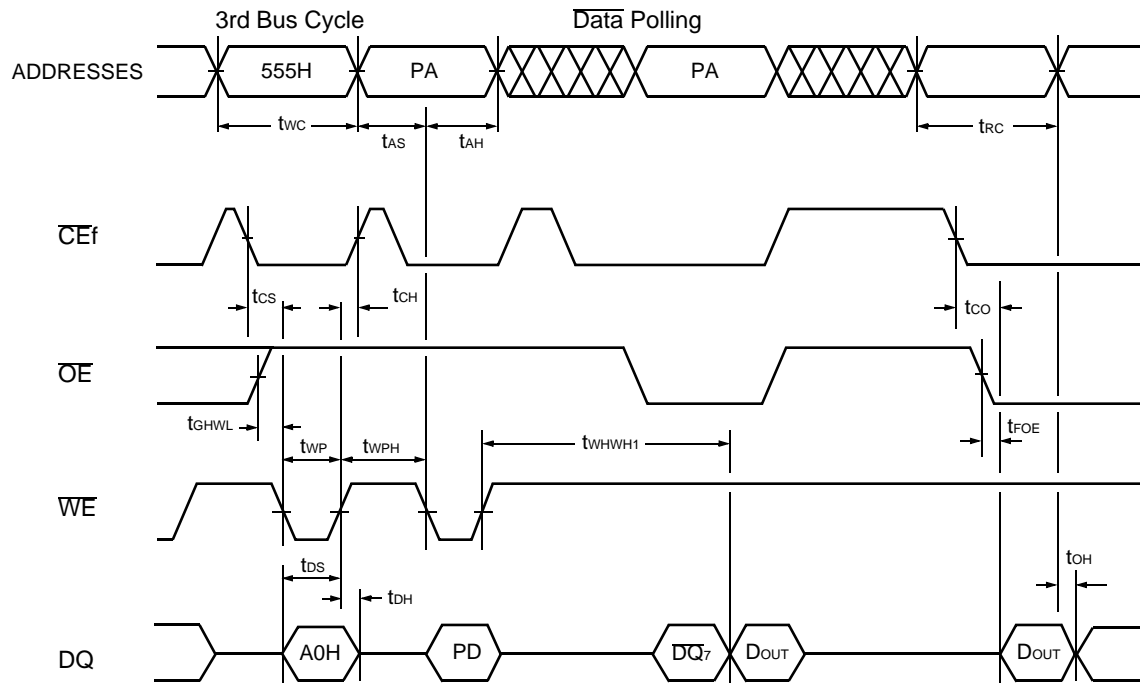 3rd Bus Cycle Data Polling
ADDRESSES 555H PA PA
tWC tAS tAH tRC
CEf
tCS tCH tCO
OE
tGHWL tWP tWPH tWHWH1 tFOE
WE
tDS tDH tOH
DQ A0H PD DQ7 DOUT DOUT